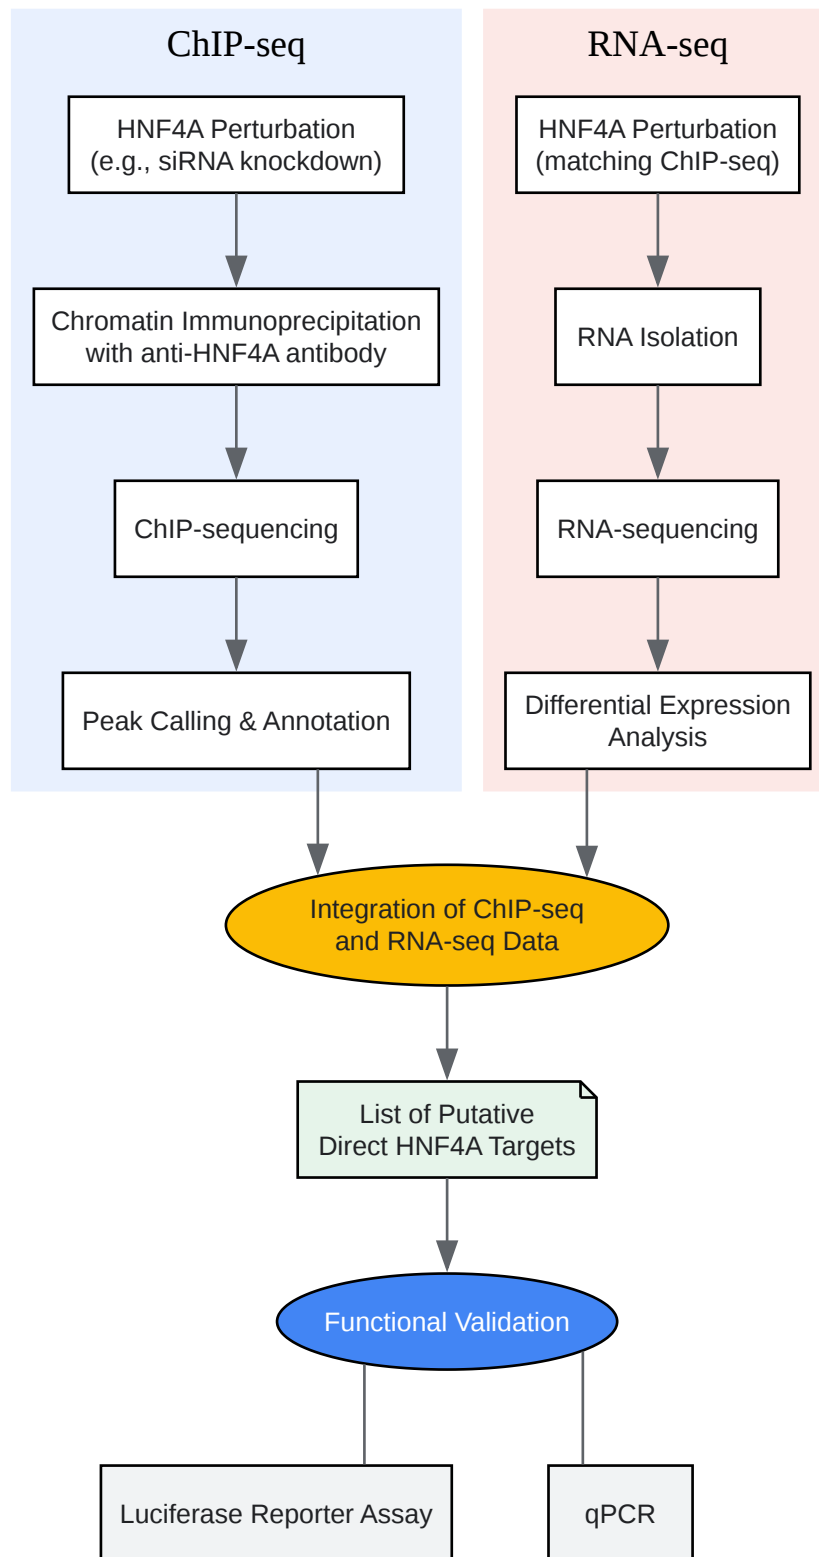 ChIP-seq
HNF4A Perturbation
(e.g., siRNA knockdown)
Chromatin Immunoprecipitation
with anti-HNF4A antibody
ChIP-sequencing
Peak Calling & Annotation
RNA-seq
HNF4A Perturbation
(matching ChIP-seq)
RNA Isolation
RNA-sequencing
Differential Expression
Analysis
Integration of ChIP-seq
and RNA-seq Data
List of Putative
Direct HNF4A Targets
Functional Validation
Luciferase Reporter Assay
qPCR